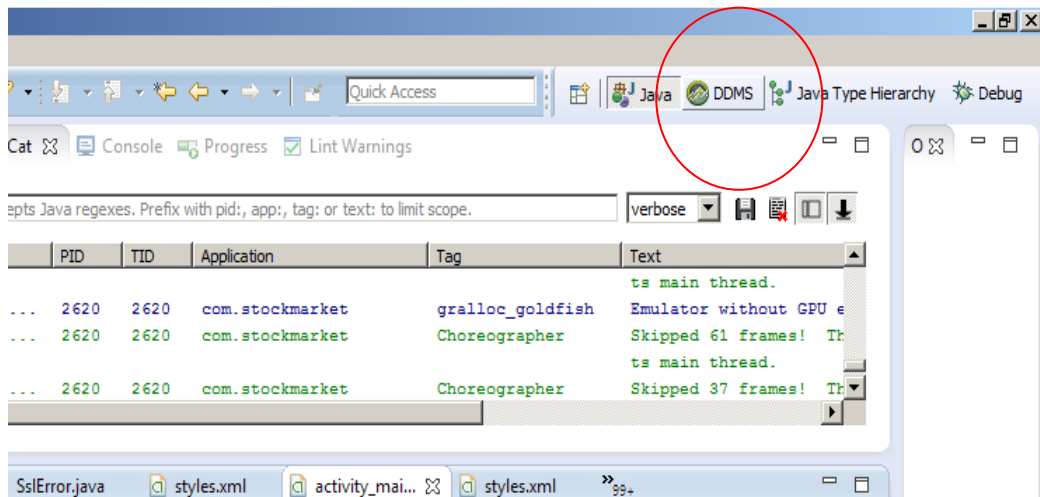 Quick Access
Java DDMS Java Type Hierarchy Debug
Cat Console Progress Lint Warnings O
epts Java regexes. Prefix with pid:, app:, tag: or text: to limit scope. verbose
PID TID Application Tag Text
ts main thread.
... 2620 2620 com.stockmarket gralloc_goldfish Emulator without GPU e
... 2620 2620 com.stockmarket Choreographer Skipped 61 frames! Th
ts main thread.
... 2620 2620 com.stockmarket Choreographer Skipped 37 frames! Th
SslError.java styles.xml activity_mai... styles.xml »99+